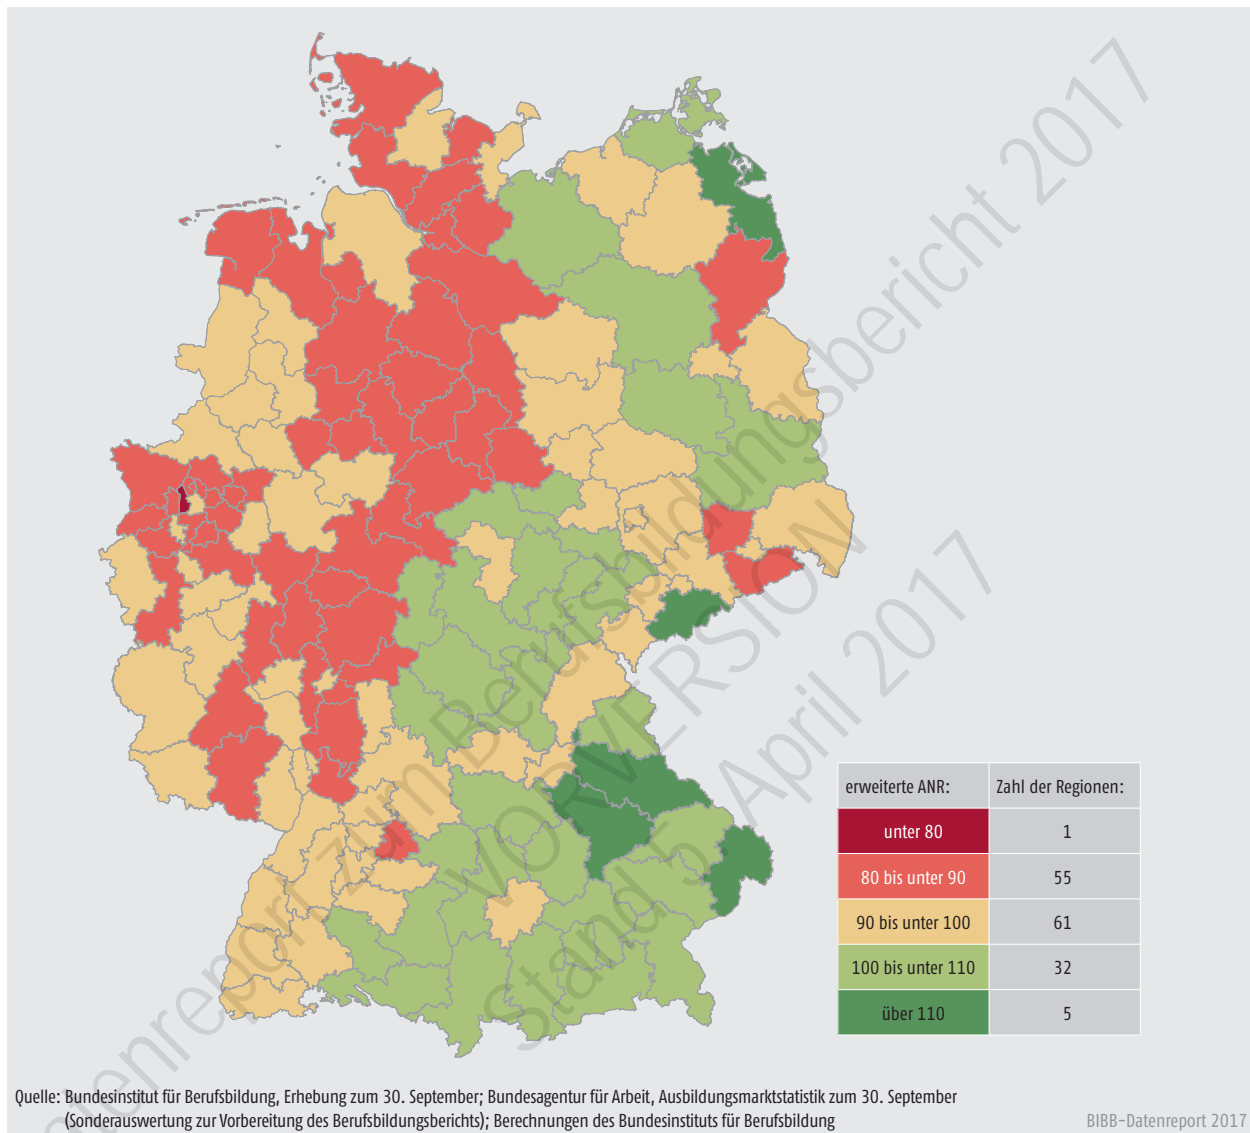 erweiterte ANR: Zahl der Regionen:
unter 80 1
80 bis unter 90 55
90 bis unter 100 61
100 bis unter 110 32
über 110 5
Quelle: Bundesinstitut für Berufsbildung, Erhebung zum 30. September; Bundesagentur für Arbeit, Ausbildungsmarktstatistik zum 30. September
(Sonderauswertung zur Vorbereitung des Berufsbildungsberichts); Berechnungen des Bundesinstituts für Berufsbildung
BIBB-Datenreport 2017
zum Berufsbildungsbericht 2017
VORVERSION
Stand 5. April 2017